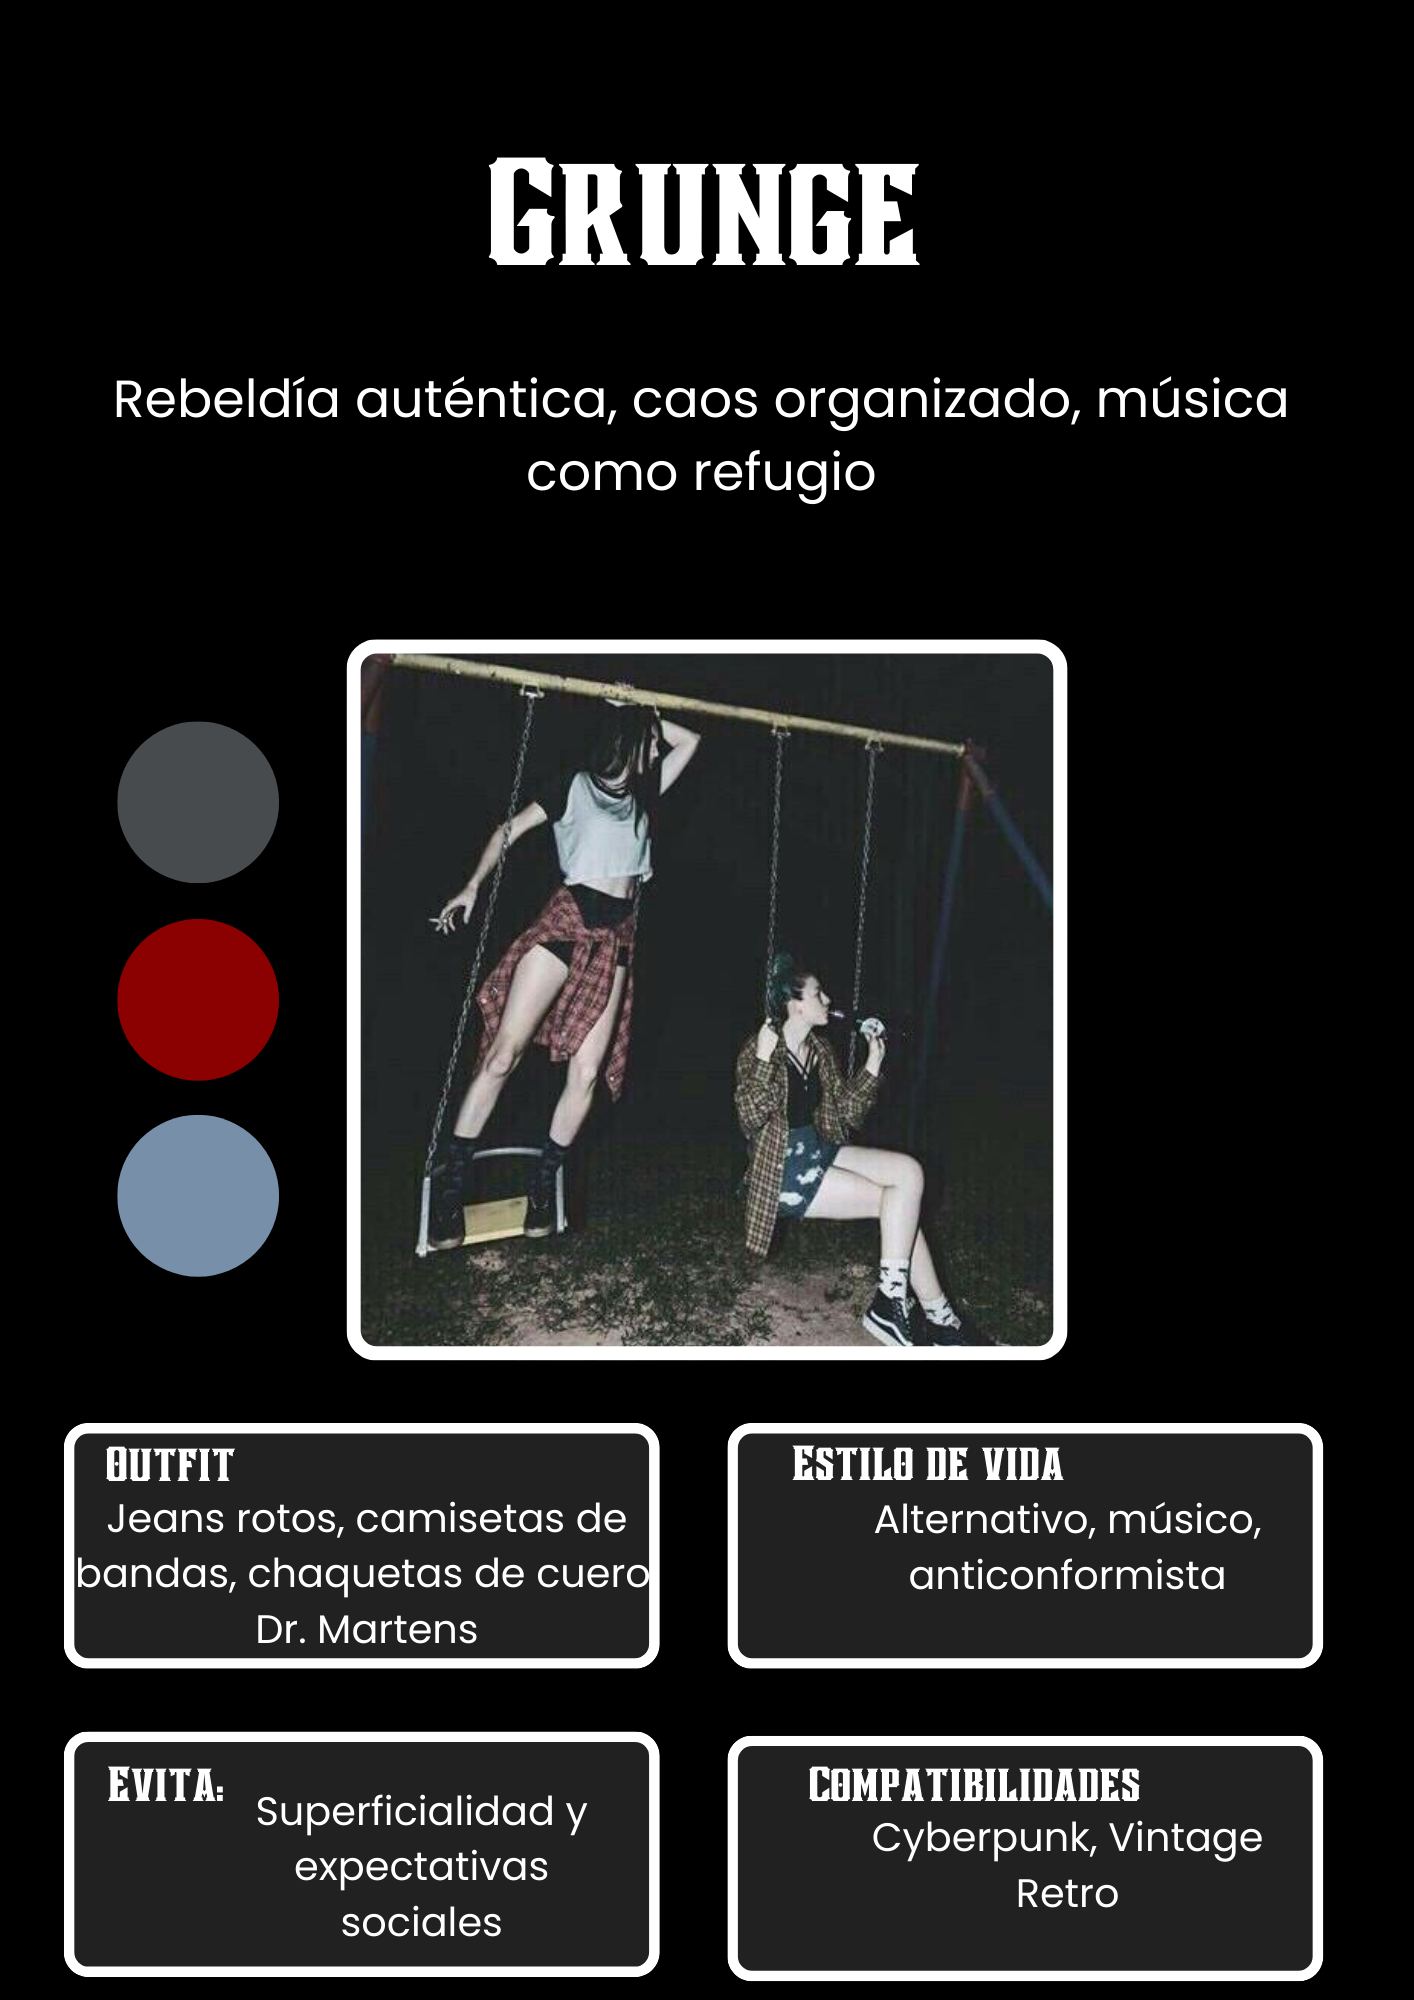 GRUNGE
Rebeldía auténtica, caos organizado, música
como refugio
OUTFIT
Jeans rotos, camisetas de
bandas, chaquetas de cuero
Dr. Martens
ESTILO DE VIDA
Alternativo, músico,
anticonformista
EVITA:
Superficialidad y
expectativas
sociales
COMPATIBILIDADES
Cyberpunk, Vintage
Retro